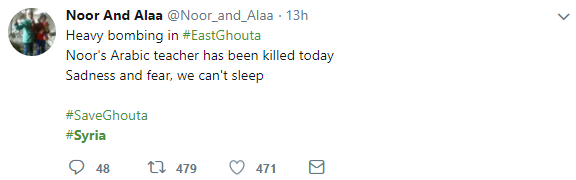 Noor And Alaa @Noor_and_Alaa · 13h
Heavy bombing in #EastGhouta
Noor's Arabic teacher has been killed today
Sadness and fear, we can't sleep
#SaveGhouta
#Syria
48 479 471